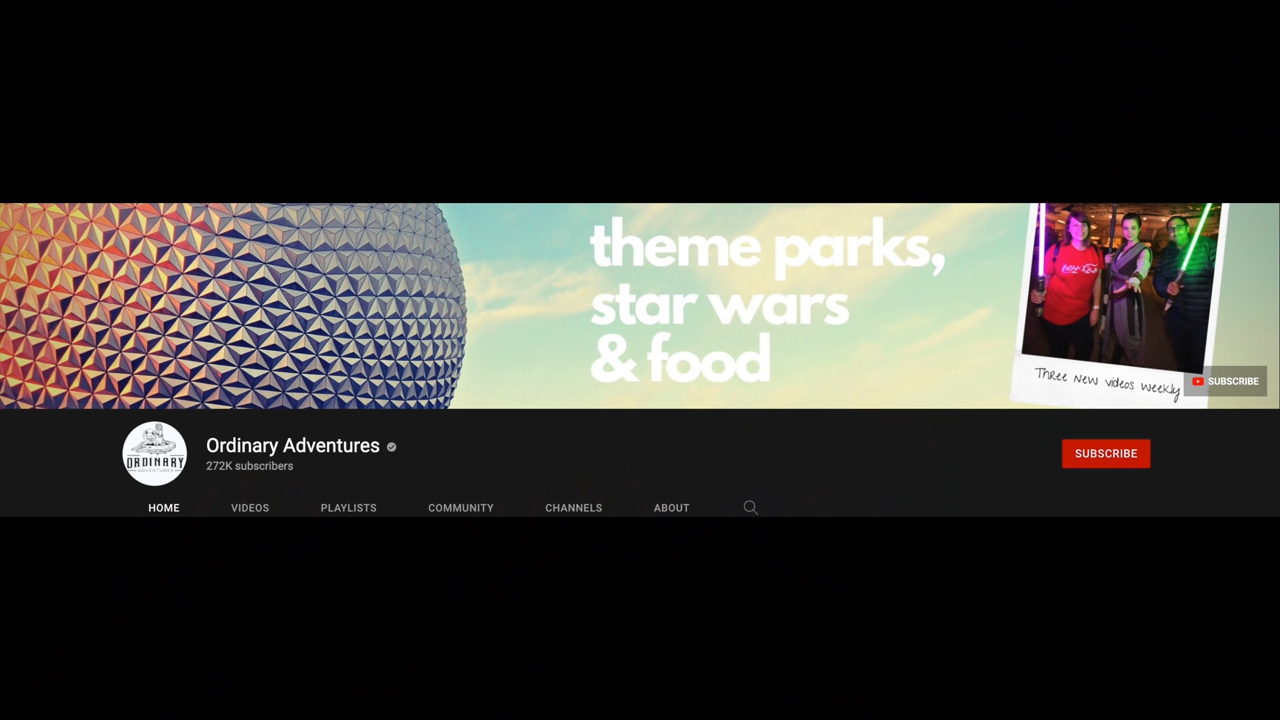 theme parks,
star wars
& food
Three new videos weekly
SUBSCRIBE
ORDINARY
ADVENTURES
Ordinary Adventures
272K subscribers
SUBSCRIBE
HOME VIDEOS PLAYLISTS COMMUNITY CHANNELS ABOUT